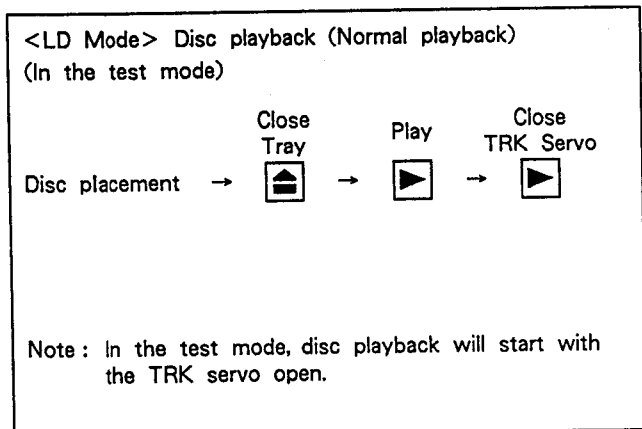 <LD Mode> Disc playback (Normal playback)
(In the test mode)
Close Tray
Play
Close TRK Servo
Disc placement → → →
Note : In the test mode, disc playback will start with
the TRK servo open.